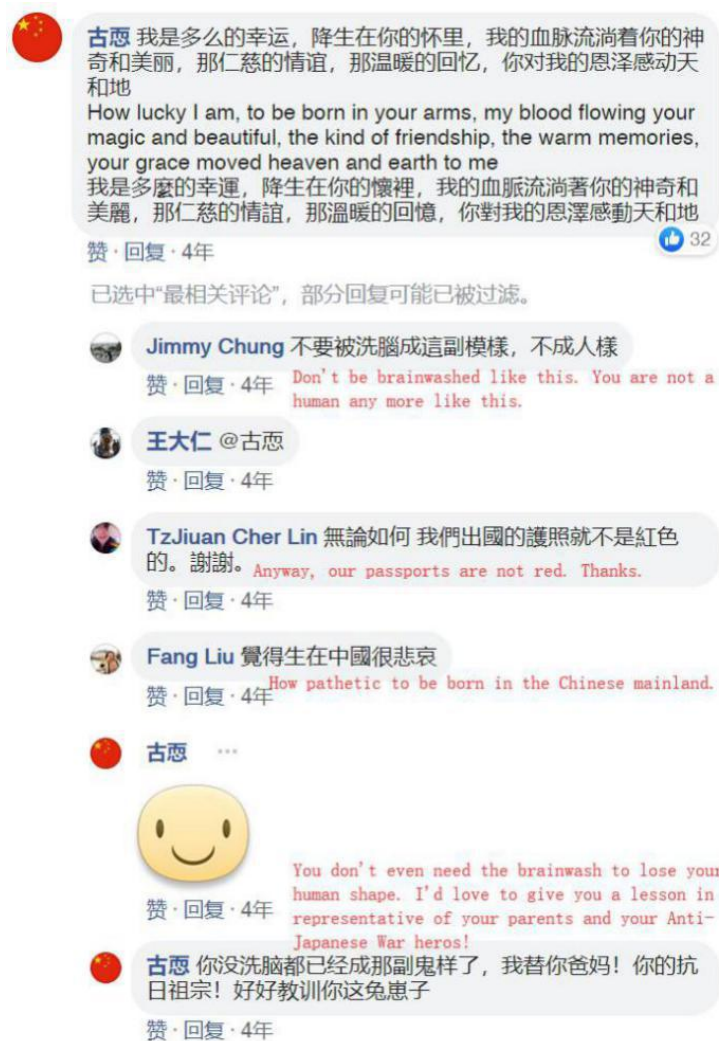 古恧 我是多么的幸运，降生在你的怀里，我的血脉流淌着你的神
奇和美丽，那仁慈的情谊，那温暖的回忆，你对我的恩泽感动天
和地
How lucky I am, to be born in your arms, my blood flowing your
magic and beautiful, the kind of friendship, the warm memories,
your grace moved heaven and earth to me
我是多麼的幸運，降生在你的懷裡，我的血脈流淌著你的神奇和
美麗，那仁慈的情誼，那溫暖的回憶，你對我的恩澤感動天和地
32
赞 · 回复 · 4年
已选中“最相关评论”，部分回复可能已被过滤。
Jimmy Chung 不要被洗腦成這副模樣，不成人樣
赞 · 回复 · 4年
Don't be brainwashed like this. You are not a
human any more like this.
王大仁 @古恧
赞 · 回复 · 4年
TzJiuan Cher Lin 無論如何 我們出國的護照就不是紅色
的。謝謝。
Anyway, our passports are not red. Thanks.
赞 · 回复 · 4年
Fang Liu 覺得生在中國很悲哀
赞 · 回复 · 4年
How pathetic to be born in the Chinese mainland.
古恧 ···
赞 · 回复 · 4年
You don't even need the brainwash to lose your
human shape. I'd love to give you a lesson in
representative of your parents and your Anti-
Japanese War heros!
古恧 你没洗脑都已经成那副鬼样了，我替你爸妈！你的抗
日祖宗！好好教训你这兔崽子
赞 · 回复 · 4年